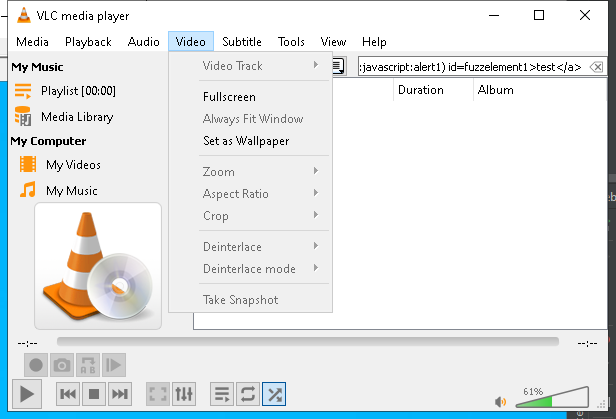 VLC media player
Media Playback Audio Video Subtitle Tools View Help
My Music
Playlist [00:00]
Media Library
My Computer
My Videos
My Music
Video Track
Fullscreen
Always Fit Window
Set as Wallpaper
Zoom
Aspect Ratio
Crop
Deinterlace
Deinterlace mode
Take Snapshot
:javascript:alert1) id=fuzzelement1>test</a>
Duration Album
--:-- --:--
61%